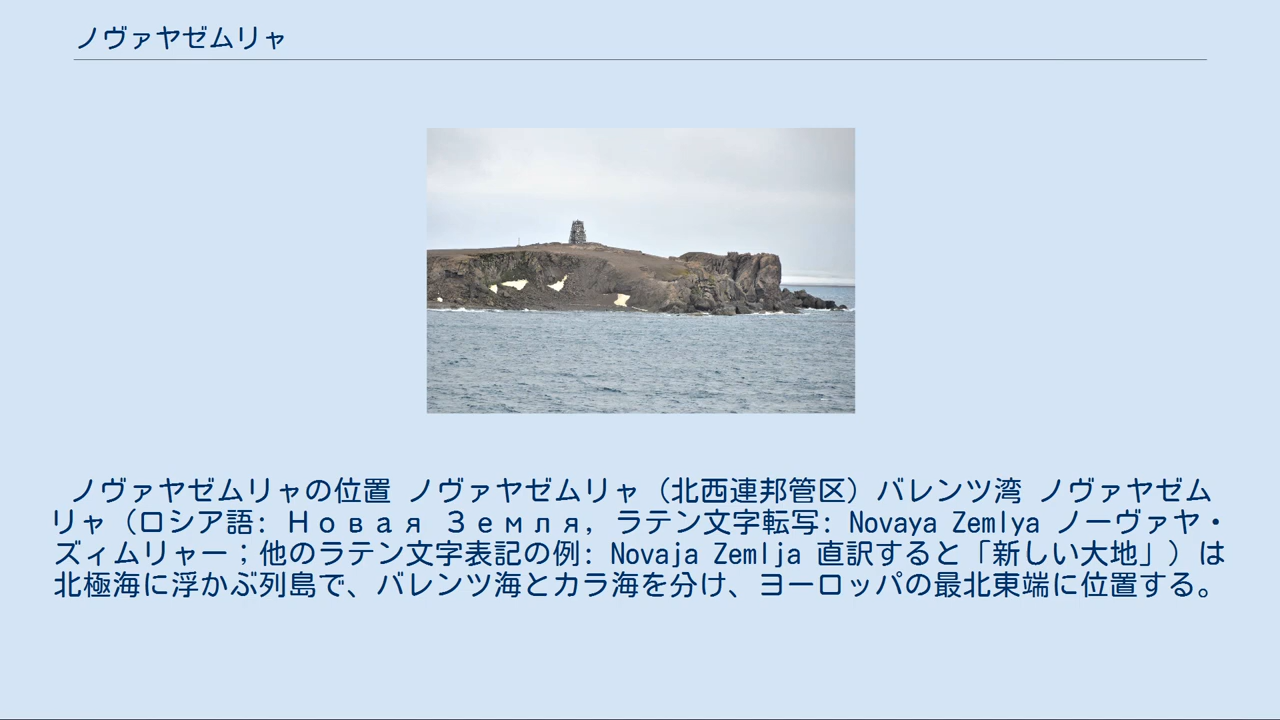 ノヴァヤゼムリャ
ノヴァヤゼムリャの位置 ノヴァヤゼムリャ（北西連邦管区）バレンツ湾 ノヴァヤゼム
リャ（ロシア語: Новая Земля, ラテン文字転写: Novaya Zemlya ノーヴァヤ・
ズィムリャー；他のラテン文字表記の例: Novaja Zemlja 直訳すると「新しい大地」）は
北極海に浮かぶ列島で、バレンツ海とカラ海を分け、ヨーロッパの最北東端に位置する。